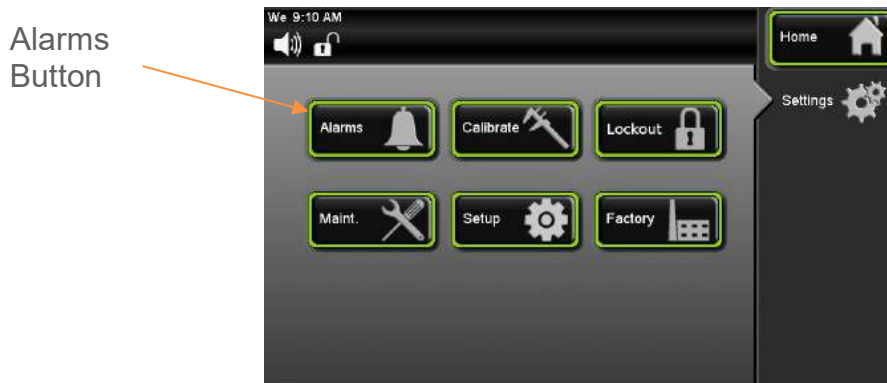 Alarms
Button
We 9:10 AM
Home
Settings
Alarms
Calibrate
Lockout
Maint.
Setup
Factory